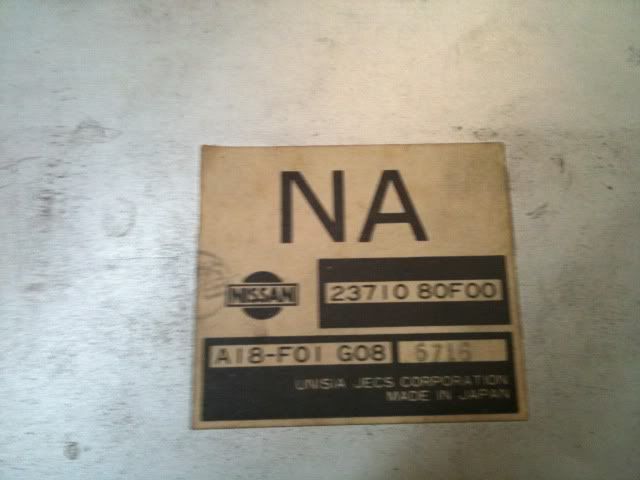 NA
NISSAN
23710 80F00
A18-F01 G08
6716
UNISIA JECS CORPORATION
MADE IN JAPAN